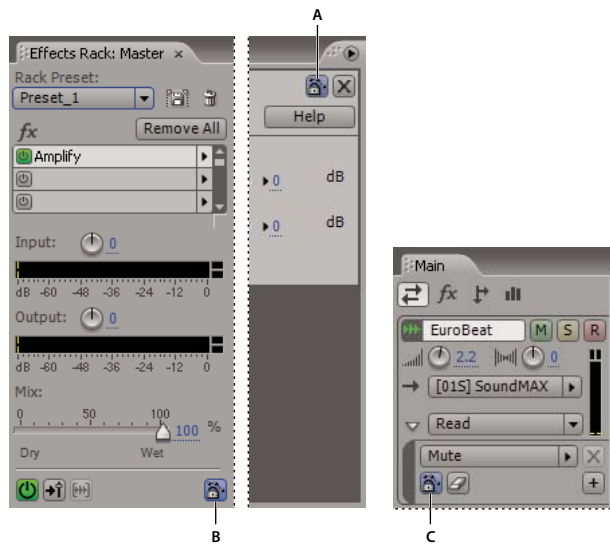 A
Effects Rack: Master ×
Rack Preset:
Preset_1
fx
Remove All
Amplify
Input: 0
dB -60 -48 -36 -24 -12 0
Output: 0
dB -60 -48 -36 -24 -12 0
Mix:
0 50 100
100 %
Dry Wet
B
Help
0 dB
0 dB
Main
fx
EuroBeat M S R
2.2 0
[01S] SoundMAX
Read
Mute
C